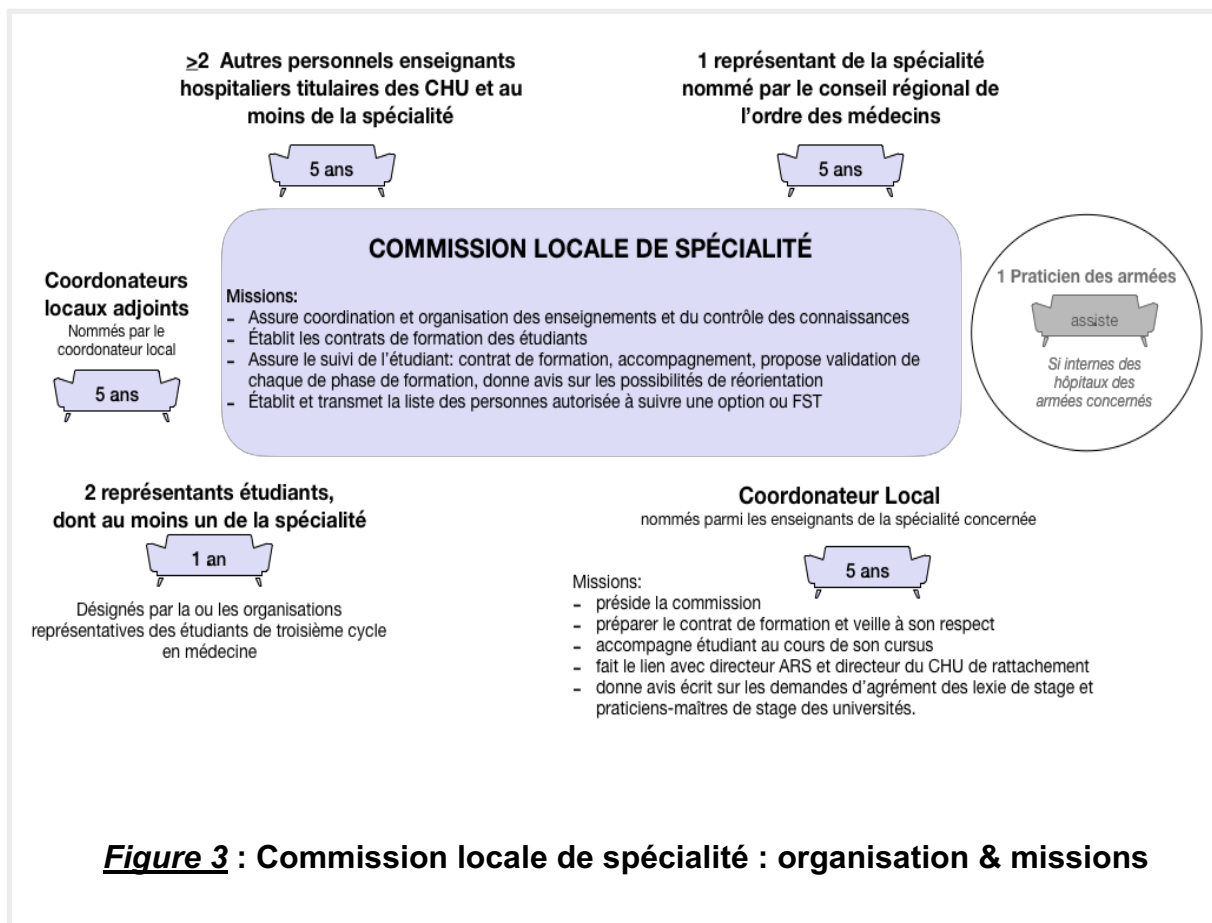 ≥2 Autres personnels enseignants
hospitaliers titulaires des CHU et au
moins de la spécialité
5 ans
1 représentant de la spécialité
nommé par le conseil régional de
l'ordre des médecins
5 ans
COMMISSION LOCALE DE SPÉCIALITÉ
Missions:
- Assure coordination et organisation des enseignements et du contrôle des connaissances
- Établit les contrats de formation des étudiants
- Assure le suivi de l'étudiant: contrat de formation, accompagnement, propose validation de
chaque de phase de formation, donne avis sur les possibilités de réorientation
- Établit et transmet la liste des personnes autorisée à suivre une option ou FST
Coordonateurs
locaux adjoints
Nommés par le
coordonateur local
5 ans
1 Praticien des armées
assiste
Si internes des
hôpitaux des
armées concernés
2 représentants étudiants,
dont au moins un de la spécialité
1 an
Désignés par la ou les organisations
représentatives des étudiants de troisième cycle
en médecine
Coordonateur Local
nommés parmi les enseignants de la spécialité concernée
5 ans
Missions:
- préside la commission
- préparer le contrat de formation et veille à son respect
- accompagne étudiant au cours de son cursus
- fait le lien avec directeur ARS et directeur du CHU de rattachement
- donne avis écrit sur les demandes d'agrément des lexie de stage et
praticiens-maîtres de stage des universités.
Figure 3 : Commission locale de spécialité : organisation & missions